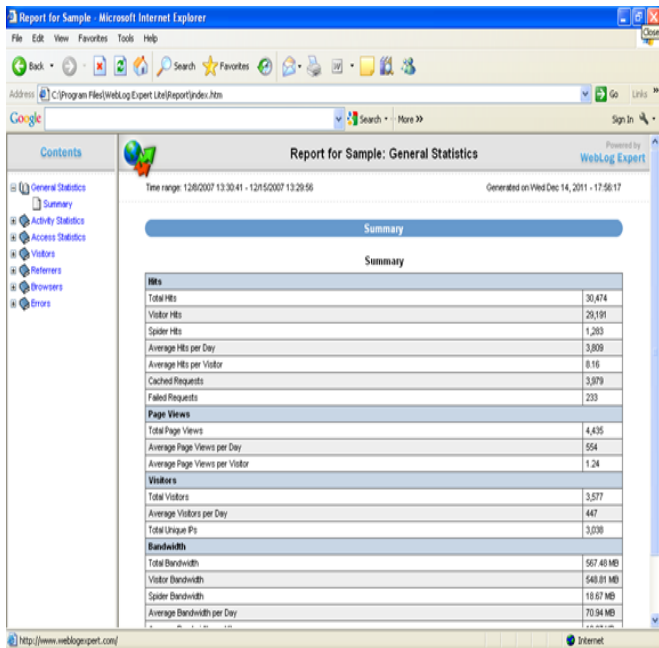 Report for Sample - Microsoft Internet Explorer
Close
File Edit View Favorites Tools Help
Back Search Favorites
Address C:\Program Files\WebLog Expert Lite\Report\index.htm Go Links »
Google Search More » Sign In
Contents
Report for Sample: General Statistics
Powered by
WebLog Expert
General Statistics
Summary
Activity Statistics
Access Statistics
Visitors
Referrers
Browsers
Errors
Time range: 12/8/2007 13:30:41 - 12/15/2007 13:29:56 Generated on Wed Dec 14, 2011 - 17:56:17
Summary
Summary
Hits
Total Hits 30,474
Visitor Hits 29,191
Spider Hits 1,283
Average Hits per Day 3,809
Average Hits per Visitor 8.16
Cached Requests 3,979
Failed Requests 233
Page Views
Total Page Views 4,435
Average Page Views per Day 554
Average Page Views per Visitor 1.24
Visitors
Total Visitors 3,577
Average Visitors per Day 447
Total Unique IPs 3,038
Bandwidth
Total Bandwidth 567.48 MB
Visitor Bandwidth 548.81 MB
Spider Bandwidth 18.67 MB
Average Bandwidth per Day 70.94 MB
http://www.weblogexpert.com/ Internet